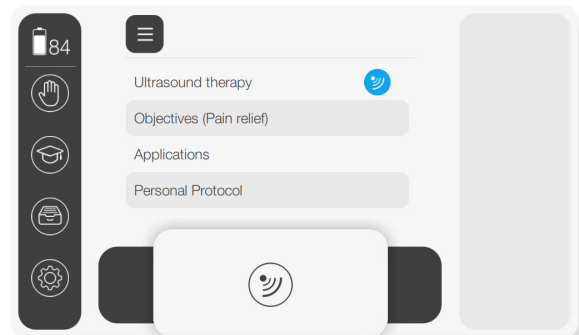 84
Ultrasound therapy
Objectives (Pain relief)
Applications
Personal Protocol